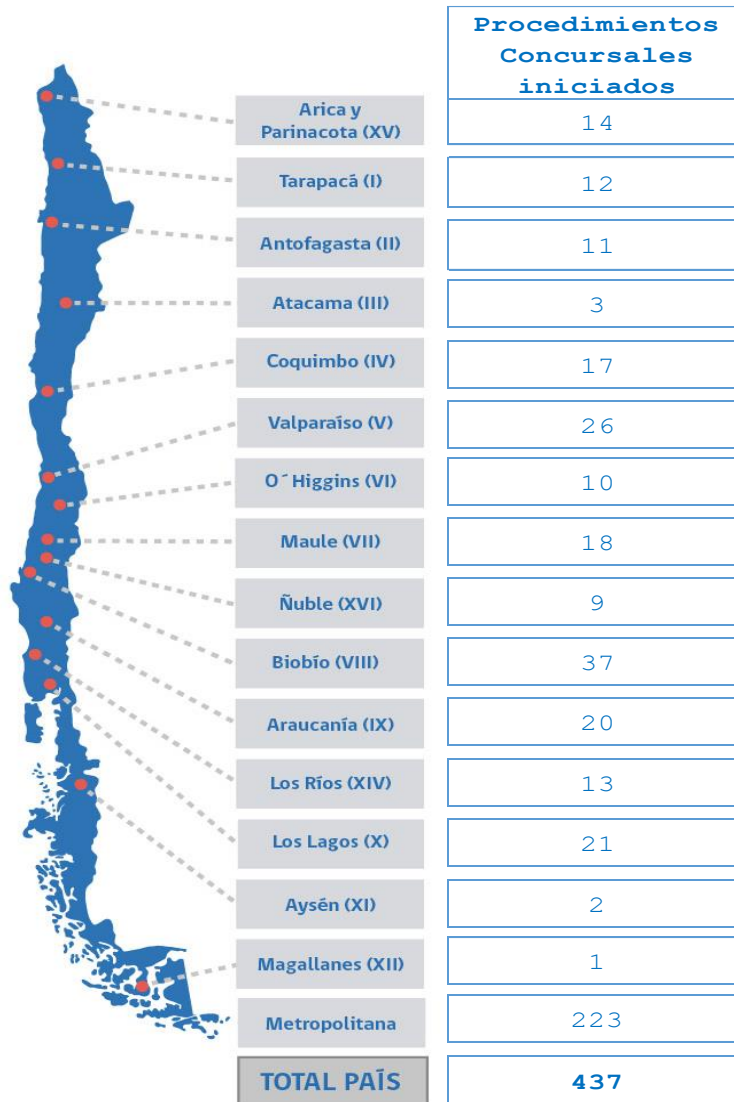 Procedimientos
Concursales
iniciados
Arica y
Parinacota (XV)
14
Tarapacá (I)
12
Antofagasta (II)
11
Atacama (III)
3
Coquimbo (IV)
17
Valparaíso (V)
26
O´Higgins (VI)
10
Maule (VII)
18
Ñuble (XVI)
9
Biobío (VIII)
37
Araucanía (IX)
20
Los Ríos (XIV)
13
Los Lagos (X)
21
Aysén (XI)
2
Magallanes (XII)
1
Metropolitana
223
TOTAL PAÍS
437